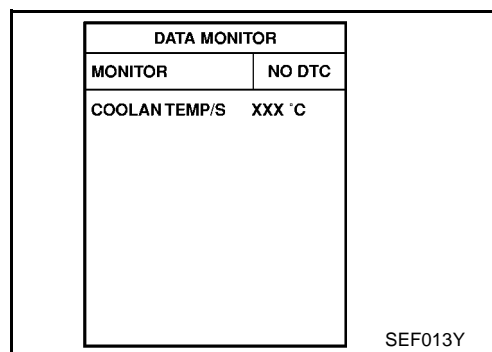 DATA MONITOR
MONITOR NO DTC
COOLAN TEMP/S XXX °C
SEF013Y